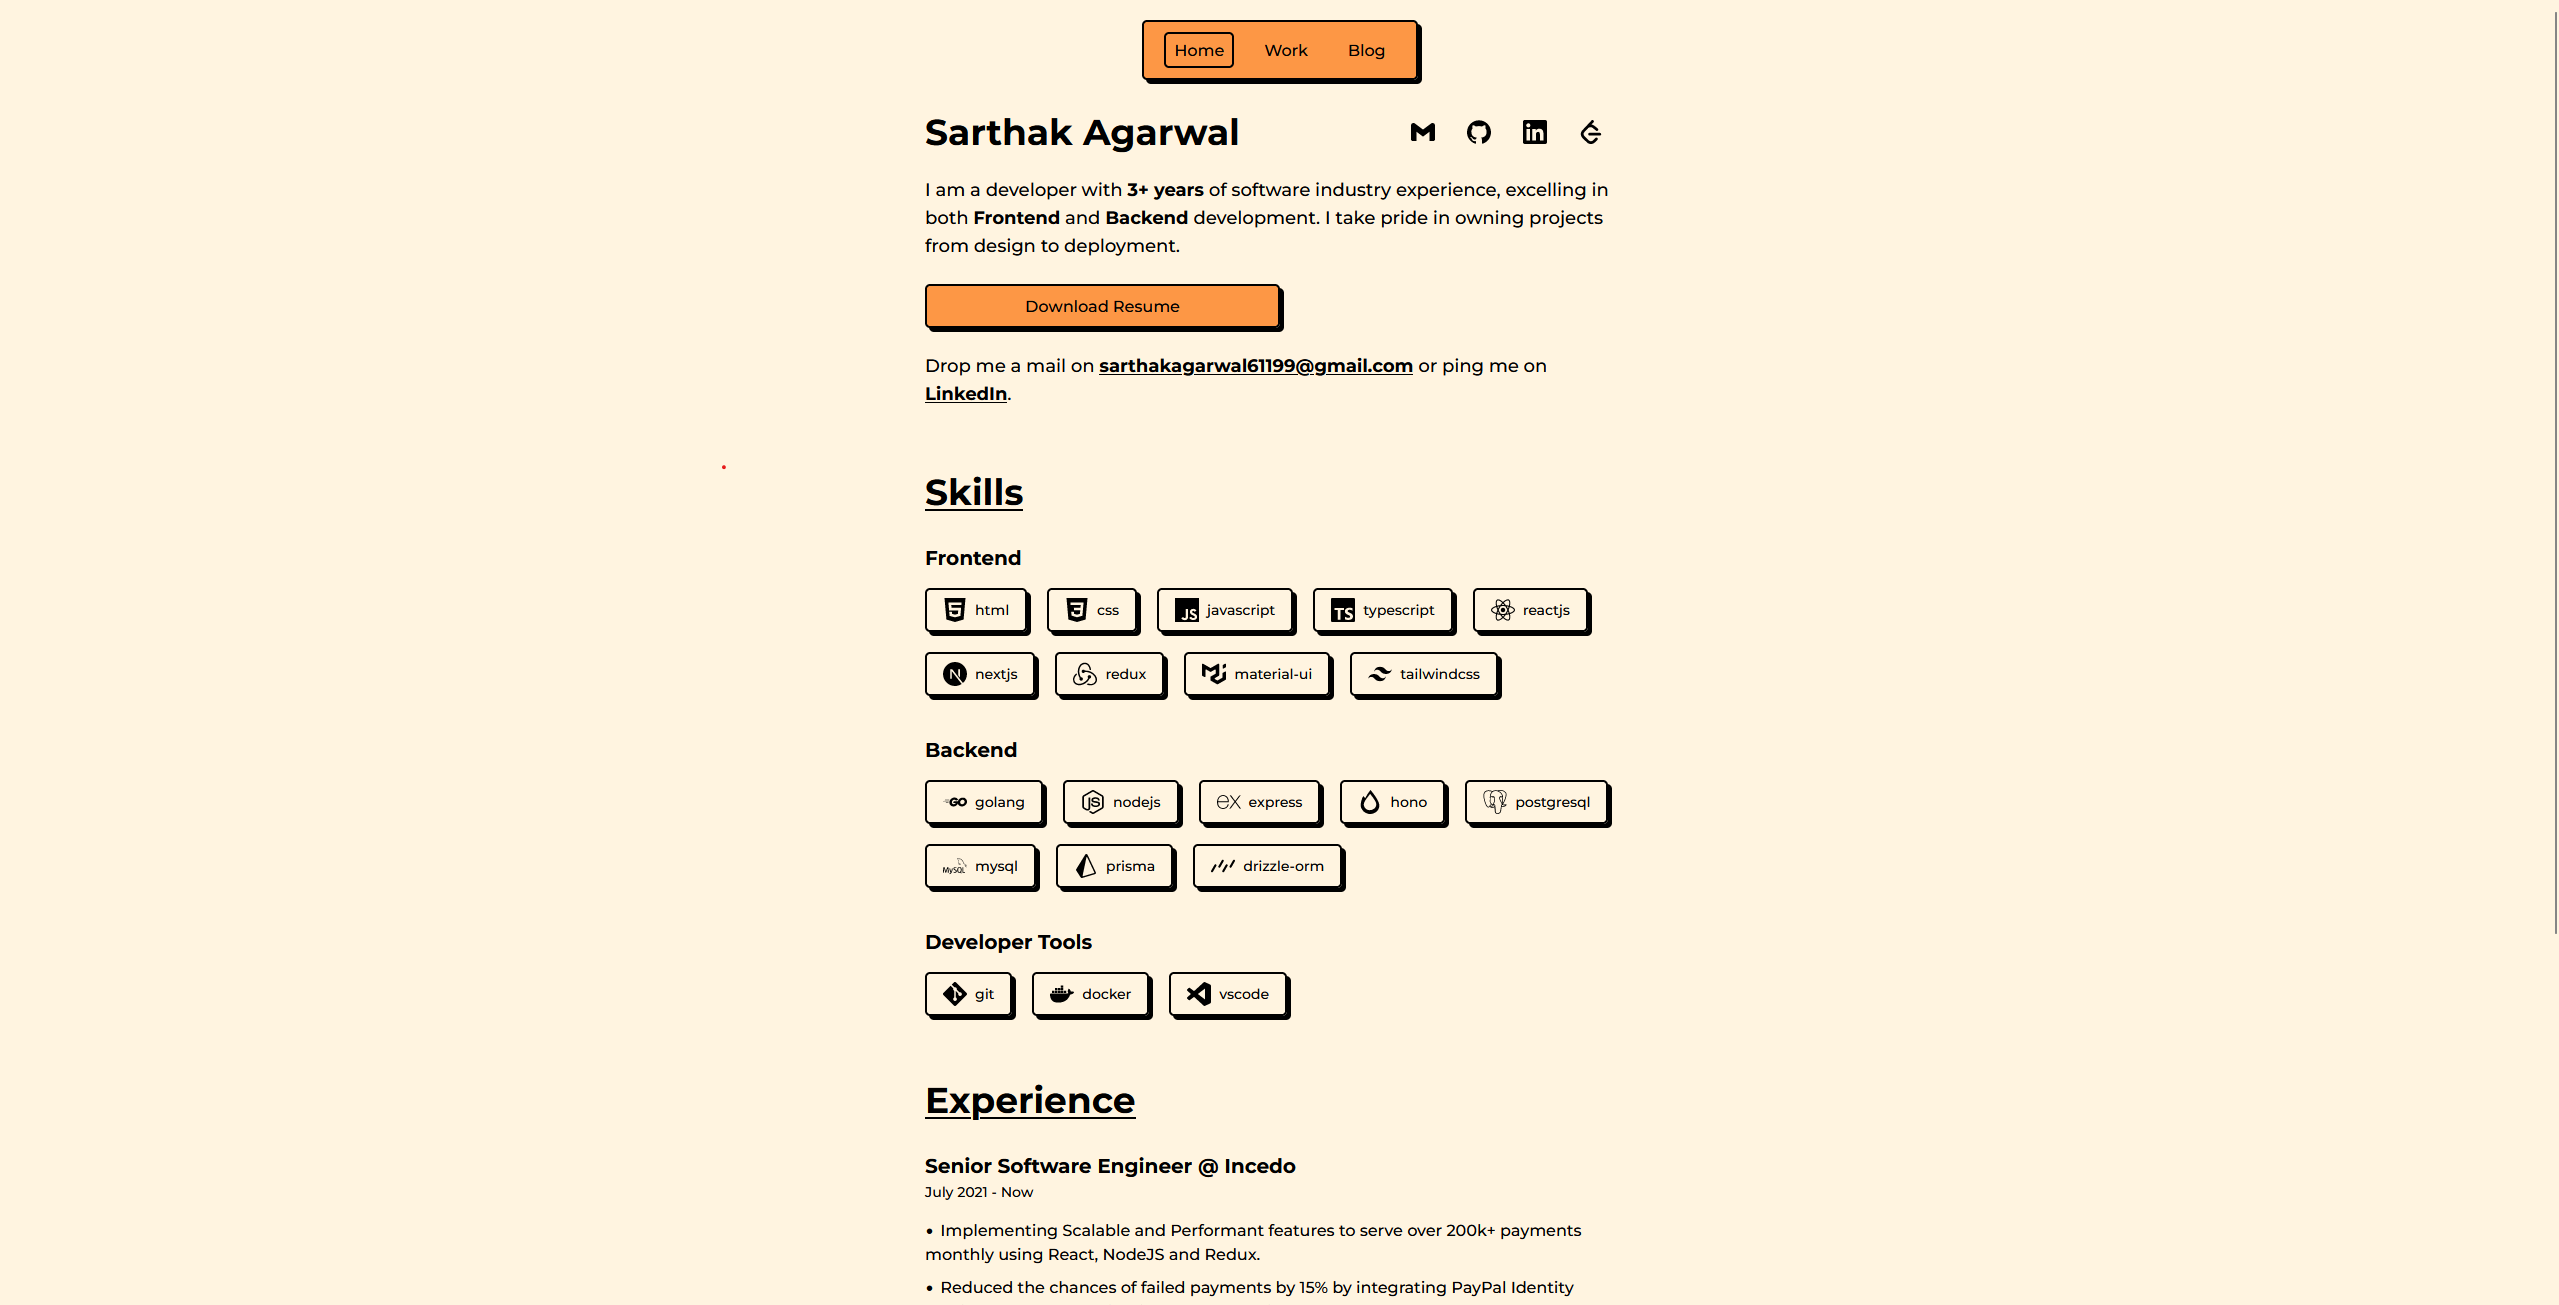 Home Work Blog
Sarthak Agarwal
I am a developer with 3+ years of software industry experience, excelling in
both Frontend and Backend development. I take pride in owning projects
from design to deployment.
Download Resume
Drop me a mail on sarthakagarwal61199@gmail.com or ping me on
LinkedIn.
Skills
Frontend
html css JS javascript TS typescript reactjs
nextjs redux material-ui tailwindcss
Backend
GO golang JS nodejs ex express hono postgresql
MySQL mysql prisma drizzle-orm
Developer Tools
git docker vscode
Experience
Senior Software Engineer @ Incedo
July 2021 - Now
• Implementing Scalable and Performant features to serve over 200k+ payments
monthly using React, NodeJS and Redux.
• Reduced the chances of failed payments by 15% by integrating PayPal Identity